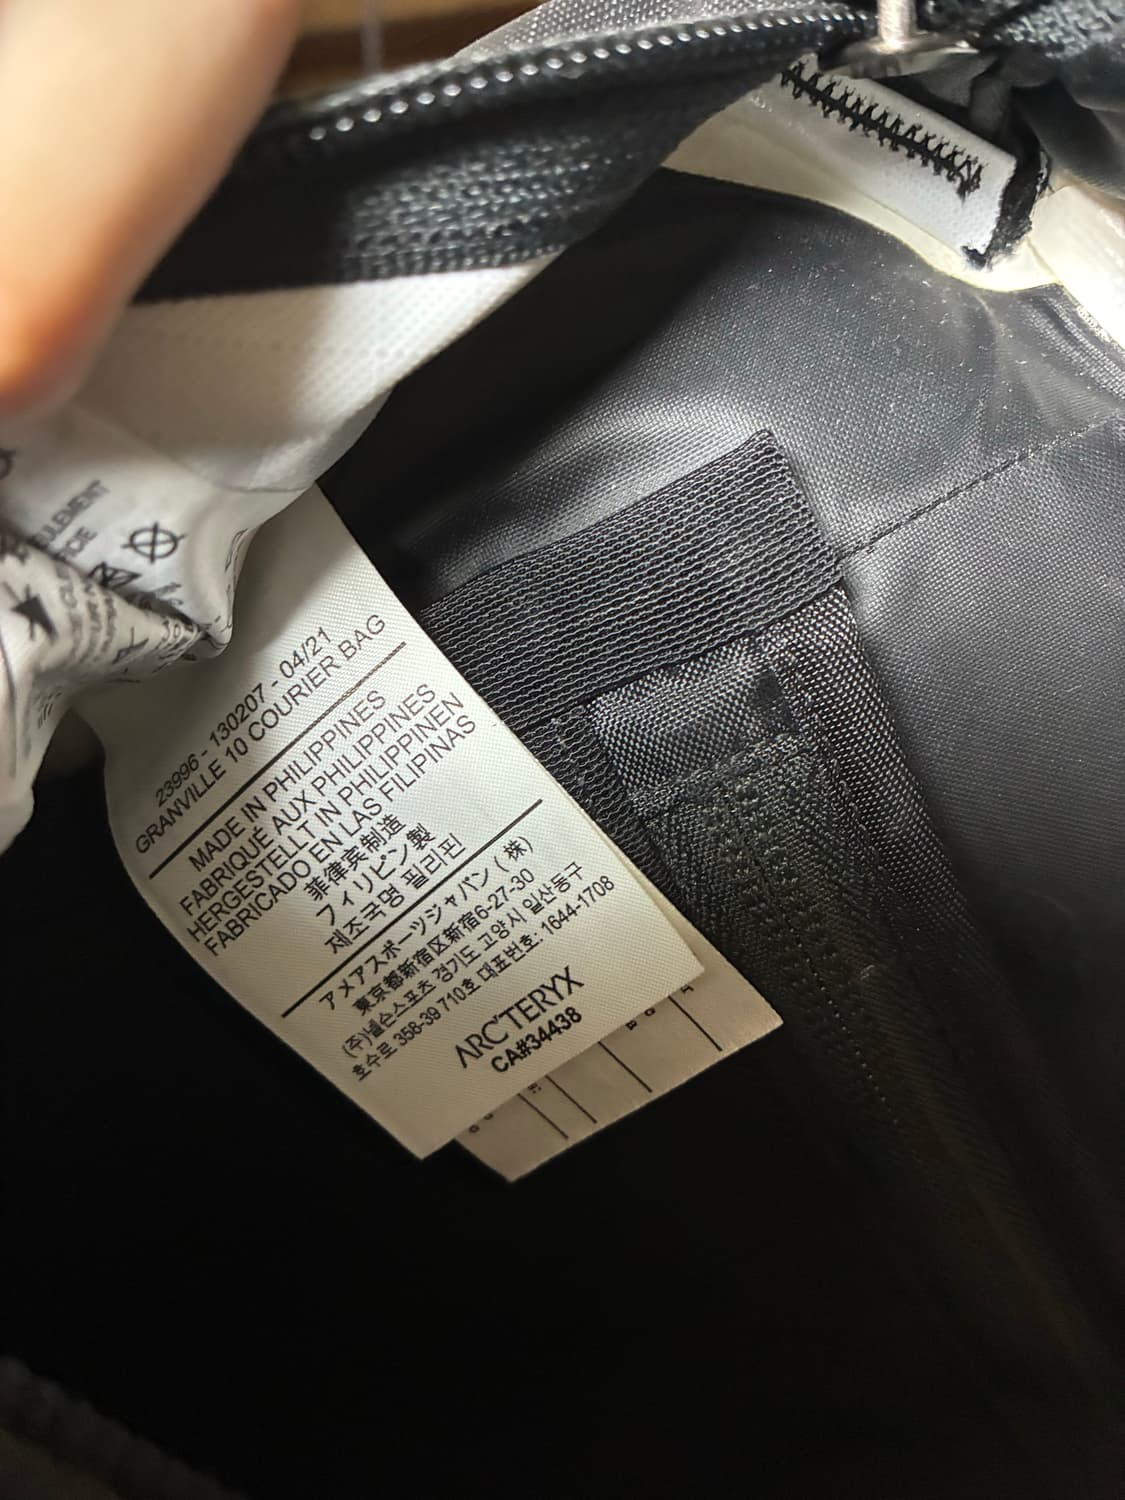 23996 - 130207 - 04/21
GRANVILLE 10 COURIER BAG
MADE IN PHILIPPINES
FABRIQUÉ AUX PHILIPPINES
HERGESTELLT IN PHILIPPINEN
FABRICADO EN LAS FILIPINAS
菲律宾制造
フィリピン製
제조국명 필리핀
アメアスポーツジャパン (株)
東京都新宿区新宿6-27-30
(주)넬슨스포츠 경기도 고양시 일산동구
호수로 358-39 710호 대표번호: 1644-1708
ARC'TERYX
CA#34438